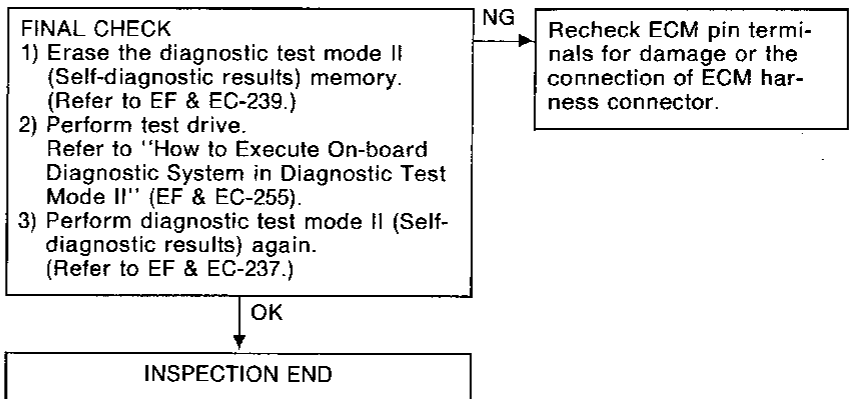 FINAL CHECK
1) Erase the diagnostic test mode II
(Self-diagnostic results) memory.
(Refer to EF & EC-239.)
2) Perform test drive.
Refer to "How to Execute On-board
Diagnostic System in Diagnostic Test
Mode II" (EF & EC-255).
3) Perform diagnostic test mode II (Self-
diagnostic results) again.
(Refer to EF & EC-237.)
NG
Recheck ECM pin termi-
nals for damage or the
connection of ECM har-
ness connector.
OK
INSPECTION END